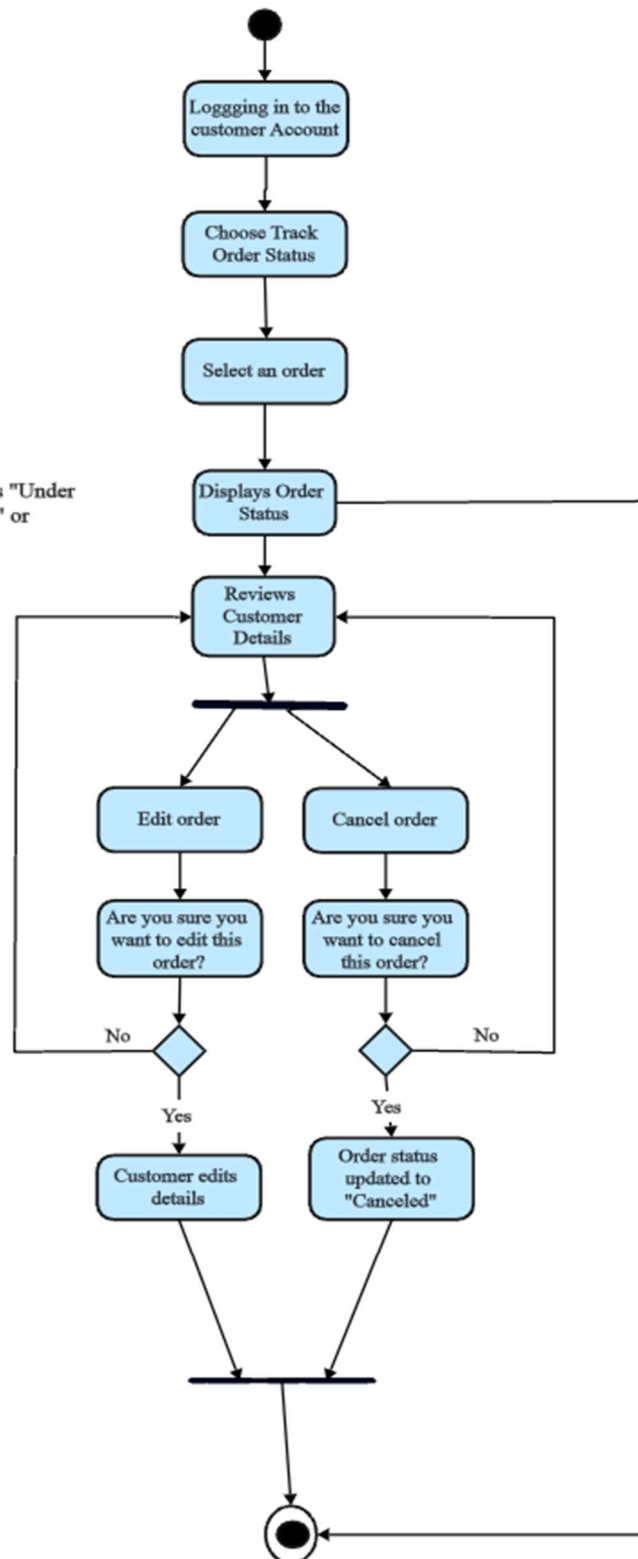 Loggging in to the
customer Account
Choose Track
Order Status
Select an order
s "Under
" or
Displays Order
Status
Reviews
Customer
Details
Edit order
Cancel order
Are you sure you
want to edit this
order?
Are you sure you
want to cancel
this order?
No
No
Yes
Yes
Customer edits
details
Order status
updated to
"Canceled"